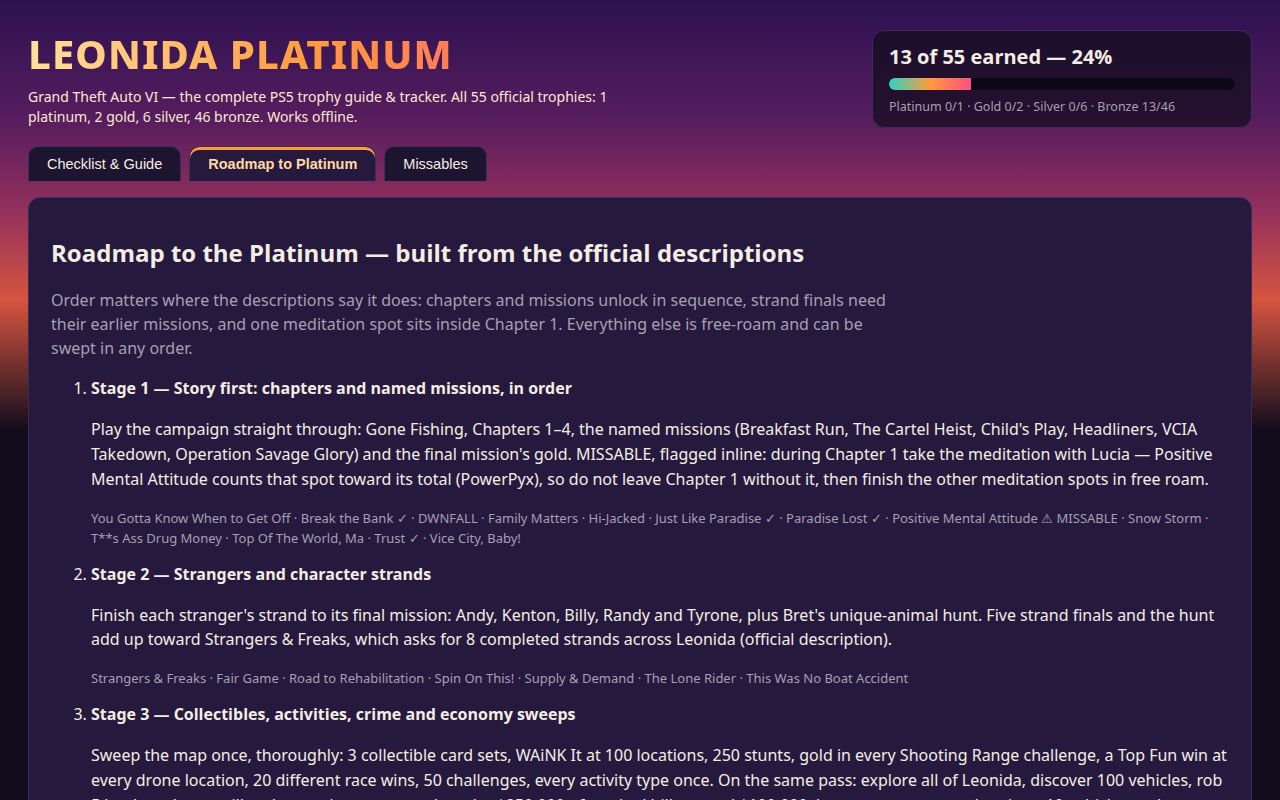 LEONIDA PLATINUM
Grand Theft Auto VI — the complete PS5 trophy guide & tracker. All 55 official trophies: 1
platinum, 2 gold, 6 silver, 46 bronze. Works offline.
13 of 55 earned — 24%
Platinum 0/1 · Gold 0/2 · Silver 0/6 · Bronze 13/46
Checklist & Guide
Roadmap to Platinum
Missables
Roadmap to the Platinum — built from the official descriptions
Order matters where the descriptions say it does: chapters and missions unlock in sequence, strand finals need
their earlier missions, and one meditation spot sits inside Chapter 1. Everything else is free-roam and can be
swept in any order.
1. Stage 1 — Story first: chapters and named missions, in order
Play the campaign straight through: Gone Fishing, Chapters 1–4, the named missions (Breakfast Run, The Cartel Heist, Child's Play, Headliners, VCIA
Takedown, Operation Savage Glory) and the final mission's gold. MISSABLE, flagged inline: during Chapter 1 take the meditation with Lucia — Positive
Mental Attitude counts that spot toward its total (PowerPyx), so do not leave Chapter 1 without it, then finish the other meditation spots in free roam.
You Gotta Know When to Get Off · Break the Bank ✓ · DWNFALL · Family Matters · Hi-Jacked · Just Like Paradise ✓ · Paradise Lost ✓ · Positive Mental Attitude ⚠ MISSABLE · Snow Storm ·
T**s Ass Drug Money · Top Of The World, Ma · Trust ✓ · Vice City, Baby!
2. Stage 2 — Strangers and character strands
Finish each stranger's strand to its final mission: Andy, Kenton, Billy, Randy and Tyrone, plus Bret's unique-animal hunt. Five strand finals and the hunt
add up toward Strangers & Freaks, which asks for 8 completed strands across Leonida (official description).
Strangers & Freaks · Fair Game · Road to Rehabilitation · Spin On This! · Supply & Demand · The Lone Rider · This Was No Boat Accident
3. Stage 3 — Collectibles, activities, crime and economy sweeps
Sweep the map once, thoroughly: 3 collectible card sets, WAiNK It at 100 locations, 250 stunts, gold in every Shooting Range challenge, a Top Fun win at
every drone location, 20 different race wins, 50 challenges, every activity type once. On the same pass: explore all of Leonida, discover 100 vehicles, rob